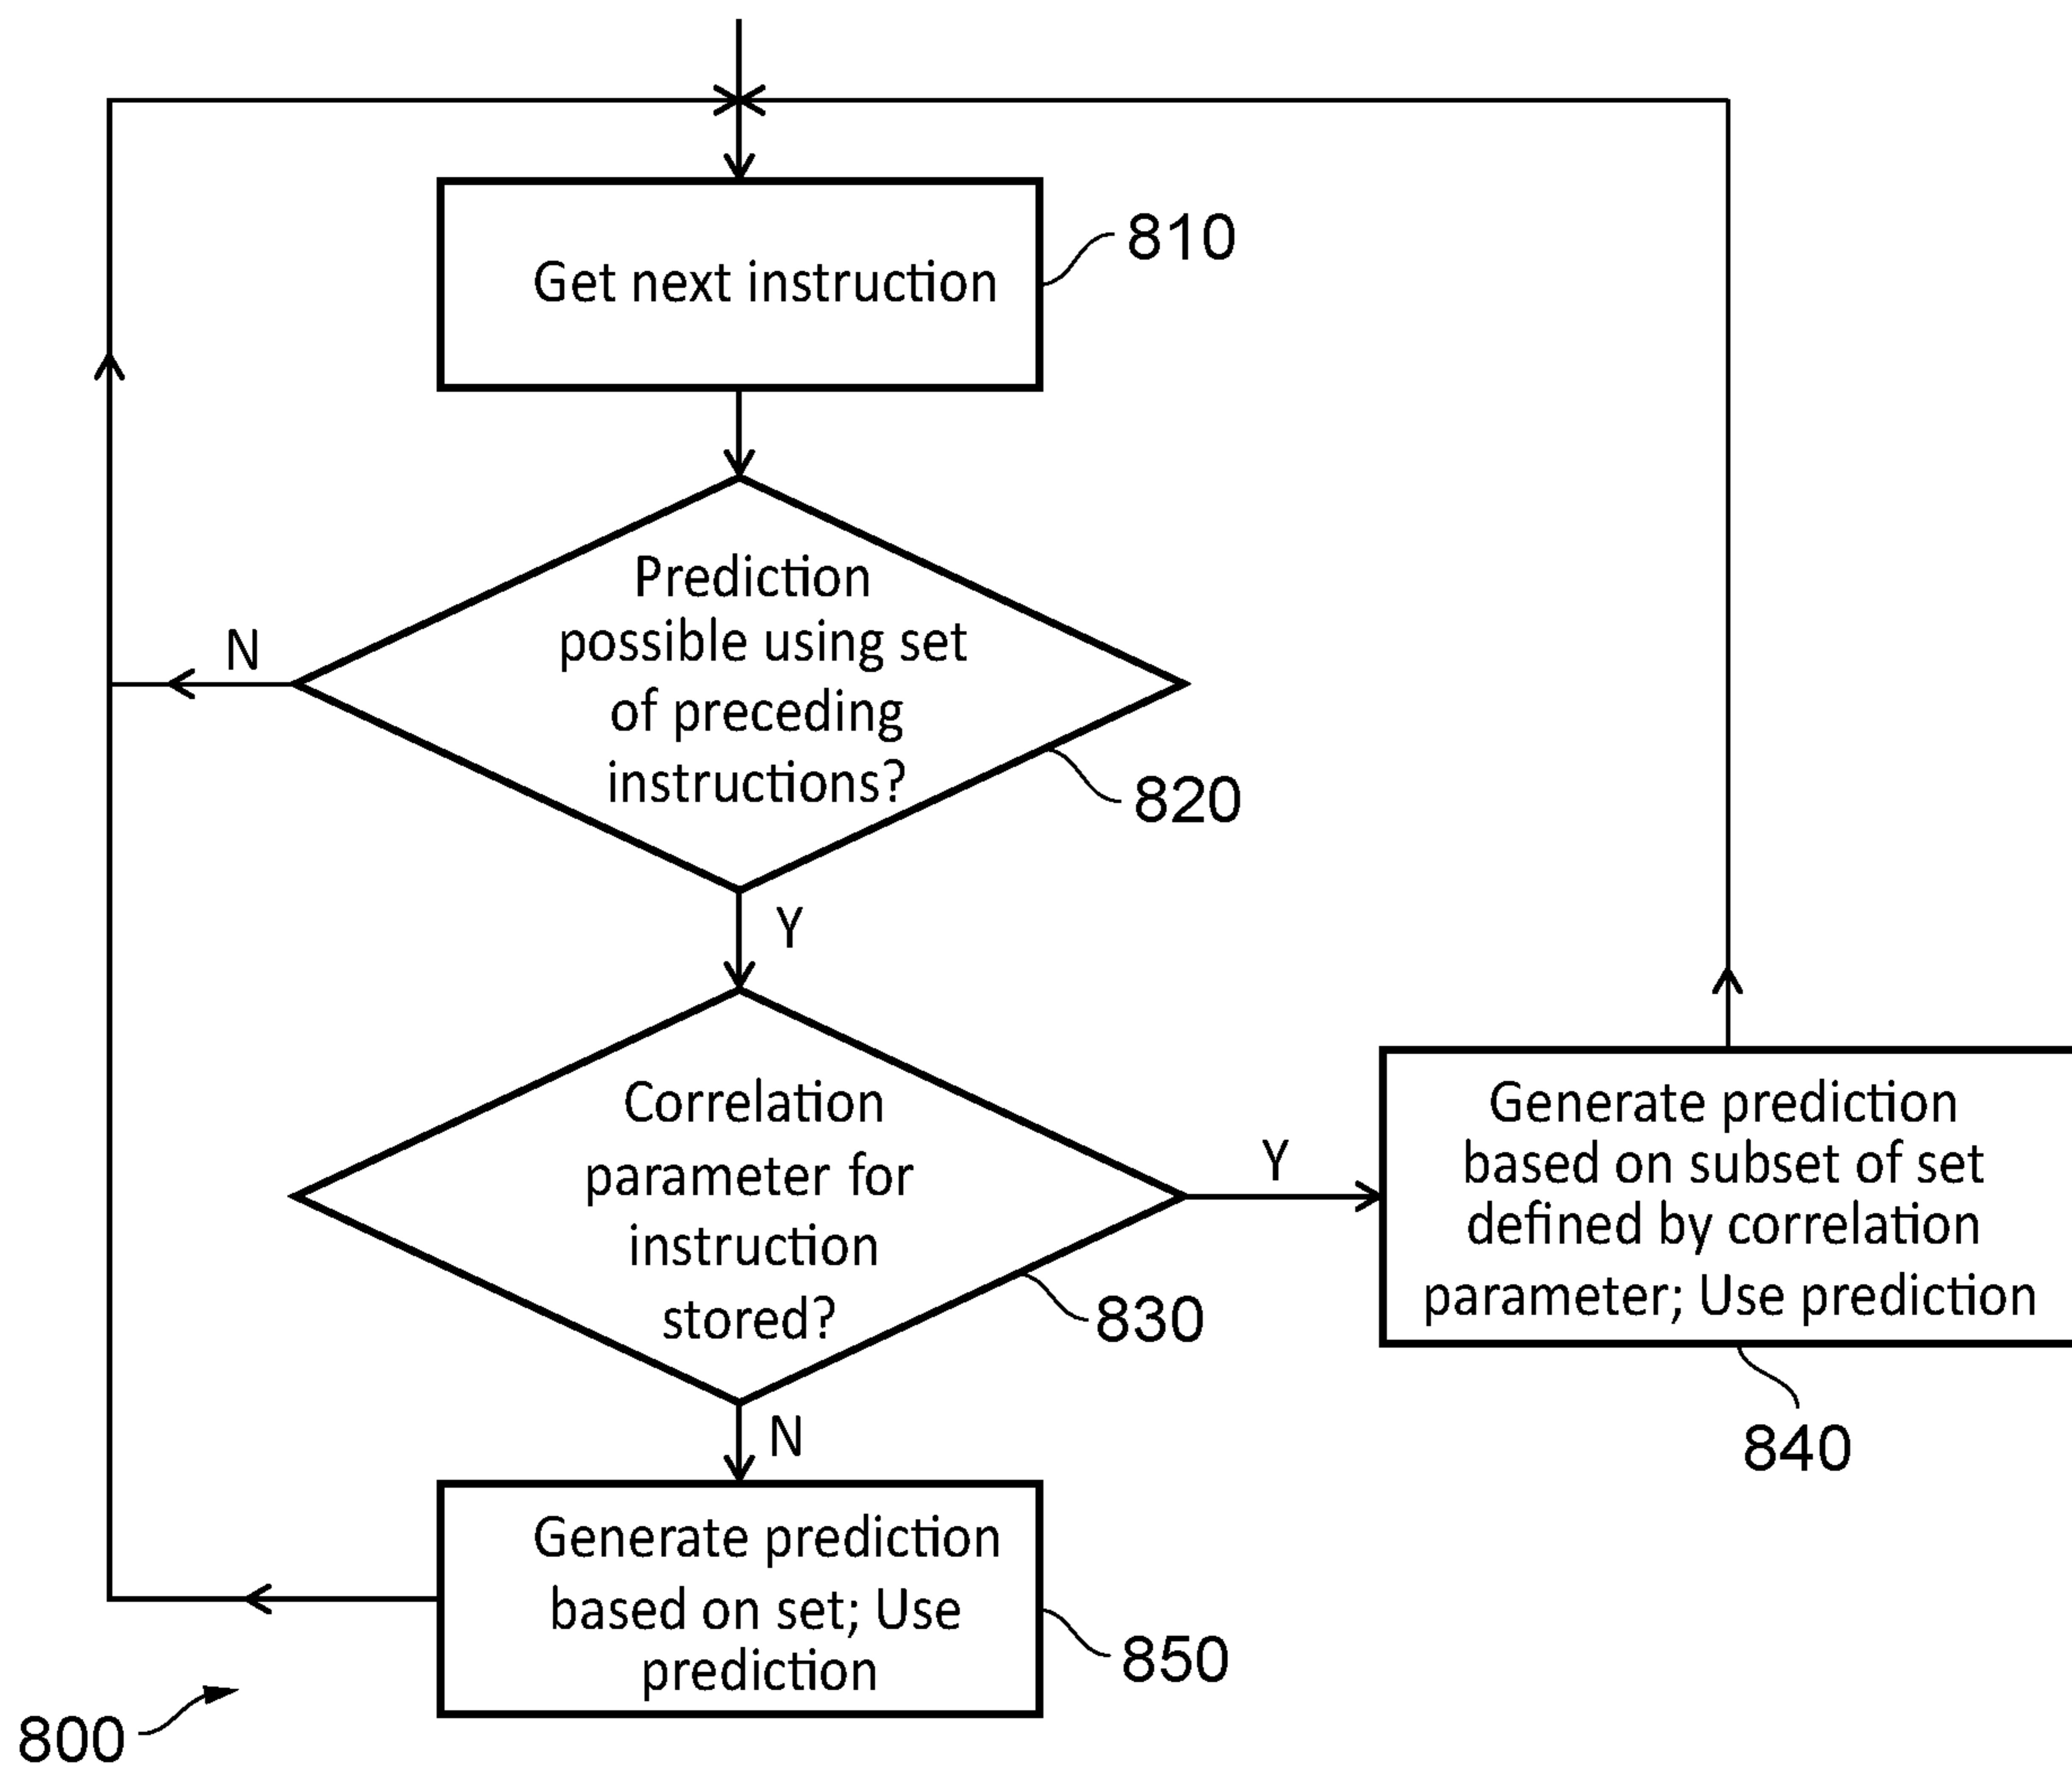 Get next instruction
810
Prediction
possible using set
of preceding
instructions?
820
N
Y
Correlation
parameter for
instruction
stored?
830
Y
Generate prediction
based on subset of set
defined by correlation
parameter; Use prediction
840
N
Generate prediction
based on set; Use
prediction
850
800